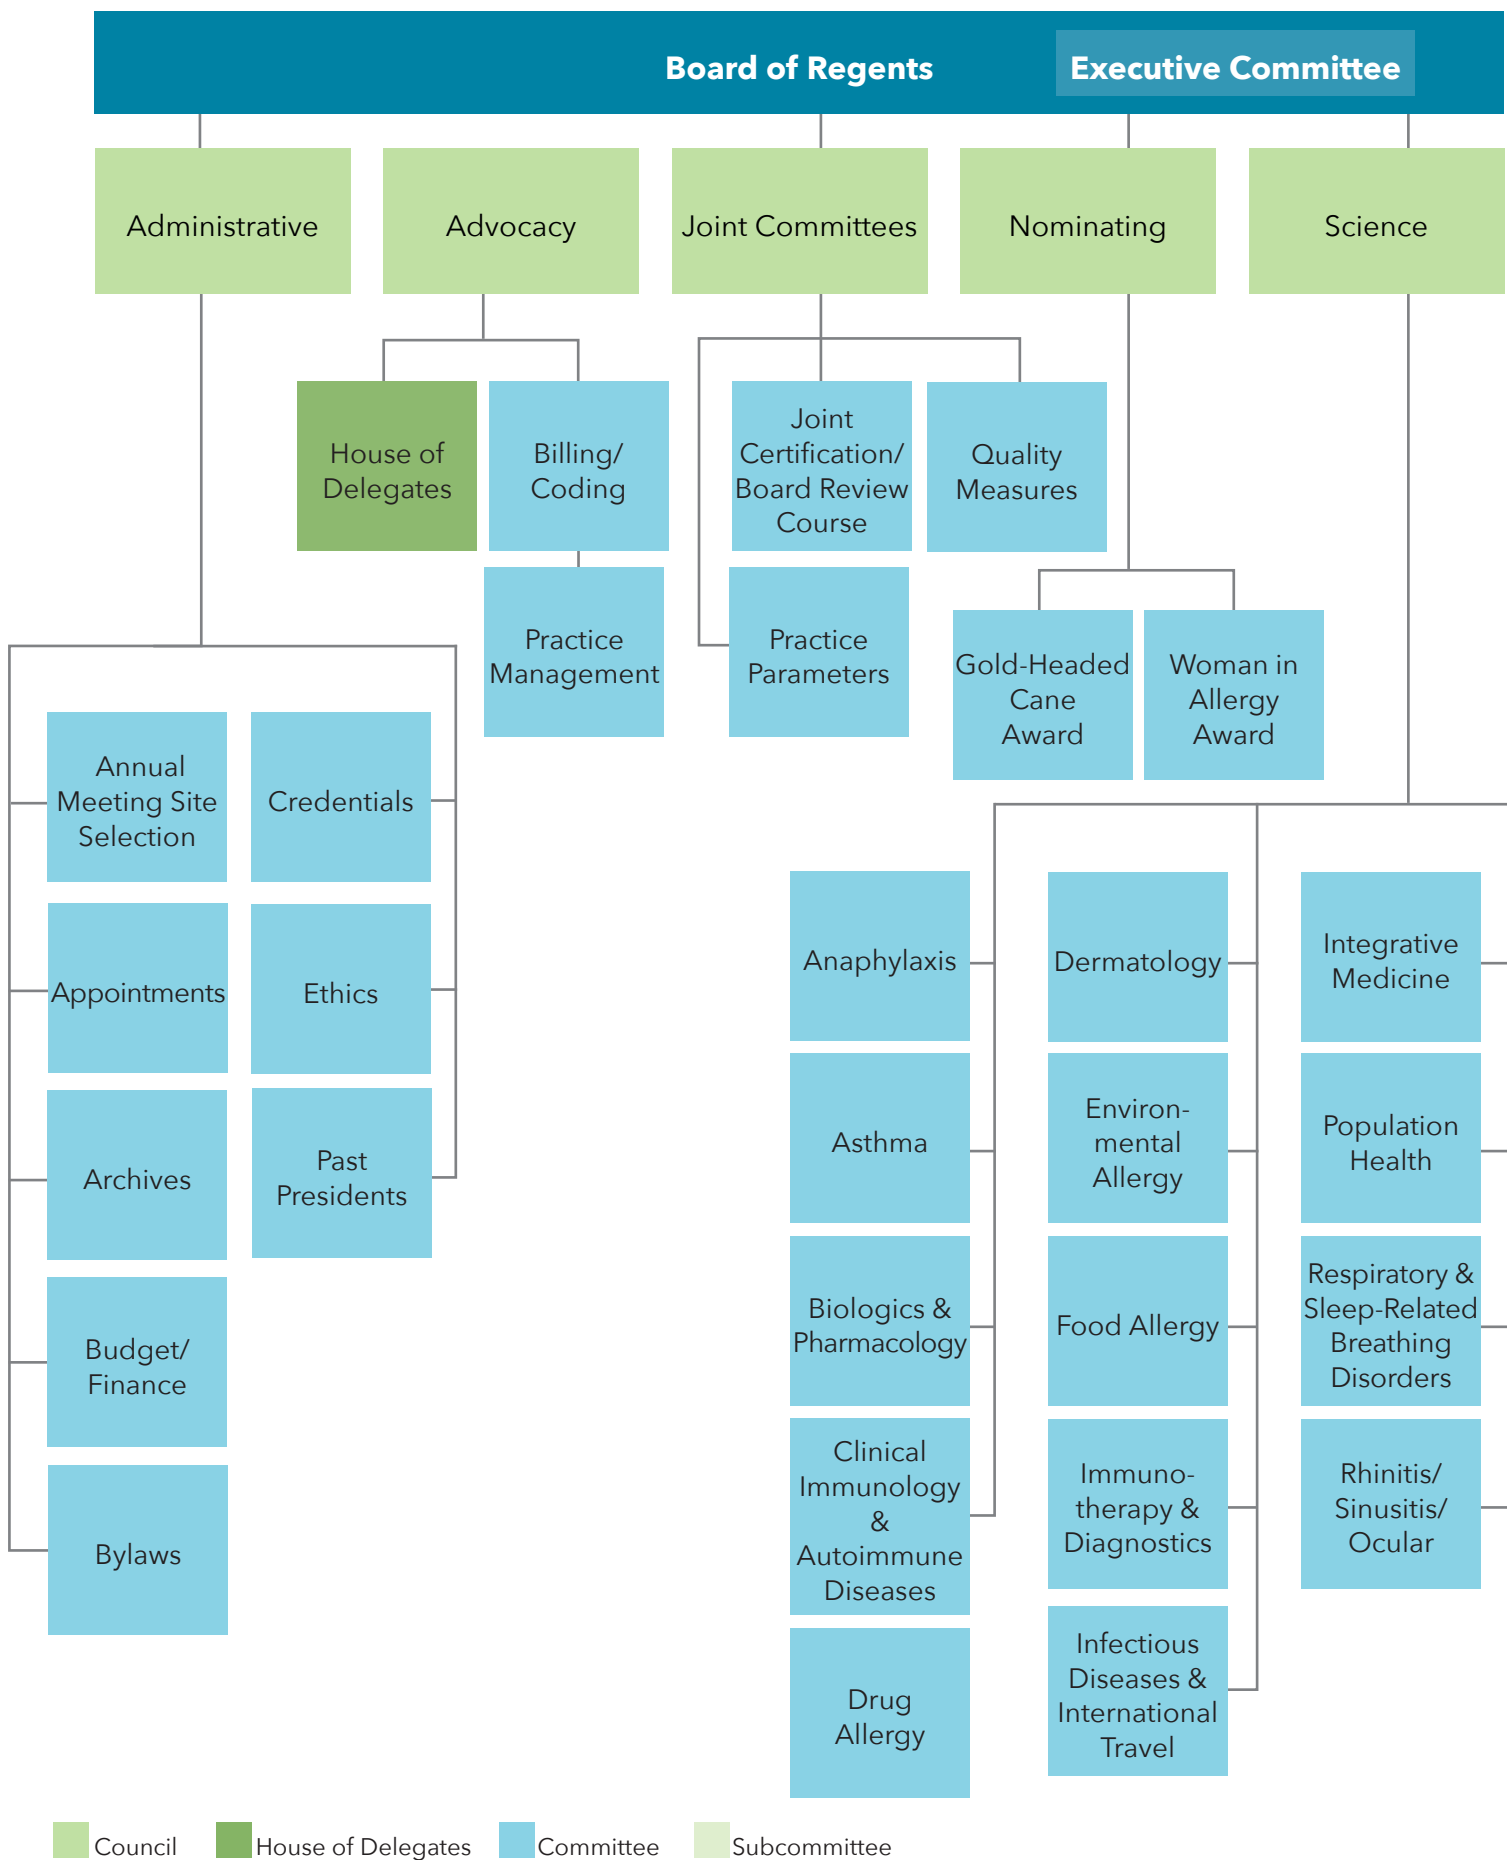 Board of Regents
Executive Committee
Administrative
Advocacy
Joint Committees
Nominating
Science
House of
Delegates
Billing/
Coding
Joint
Certification/
Board Review
Course
Quality
Measures
Practice
Management
Practice
Parameters
Gold-Headed
Cane
Award
Woman in
Allergy
Award
Annual
Meeting Site
Selection
Credentials
Appointments
Ethics
Archives
Past
Presidents
Budget/
Finance
Bylaws
Anaphylaxis
Dermatology
Integrative
Medicine
Asthma
Environ-
mental
Allergy
Population
Health
Biologics &
Pharmacology
Food Allergy
Respiratory &
Sleep-Related
Breathing
Disorders
Clinical
Immunology
&
Autoimmune
Diseases
Immuno-
therapy &
Diagnostics
Rhinitis/
Sinusitis/
Ocular
Drug
Allergy
Infectious
Diseases &
International
Travel
Council
House of Delegates
Committee
Subcommittee